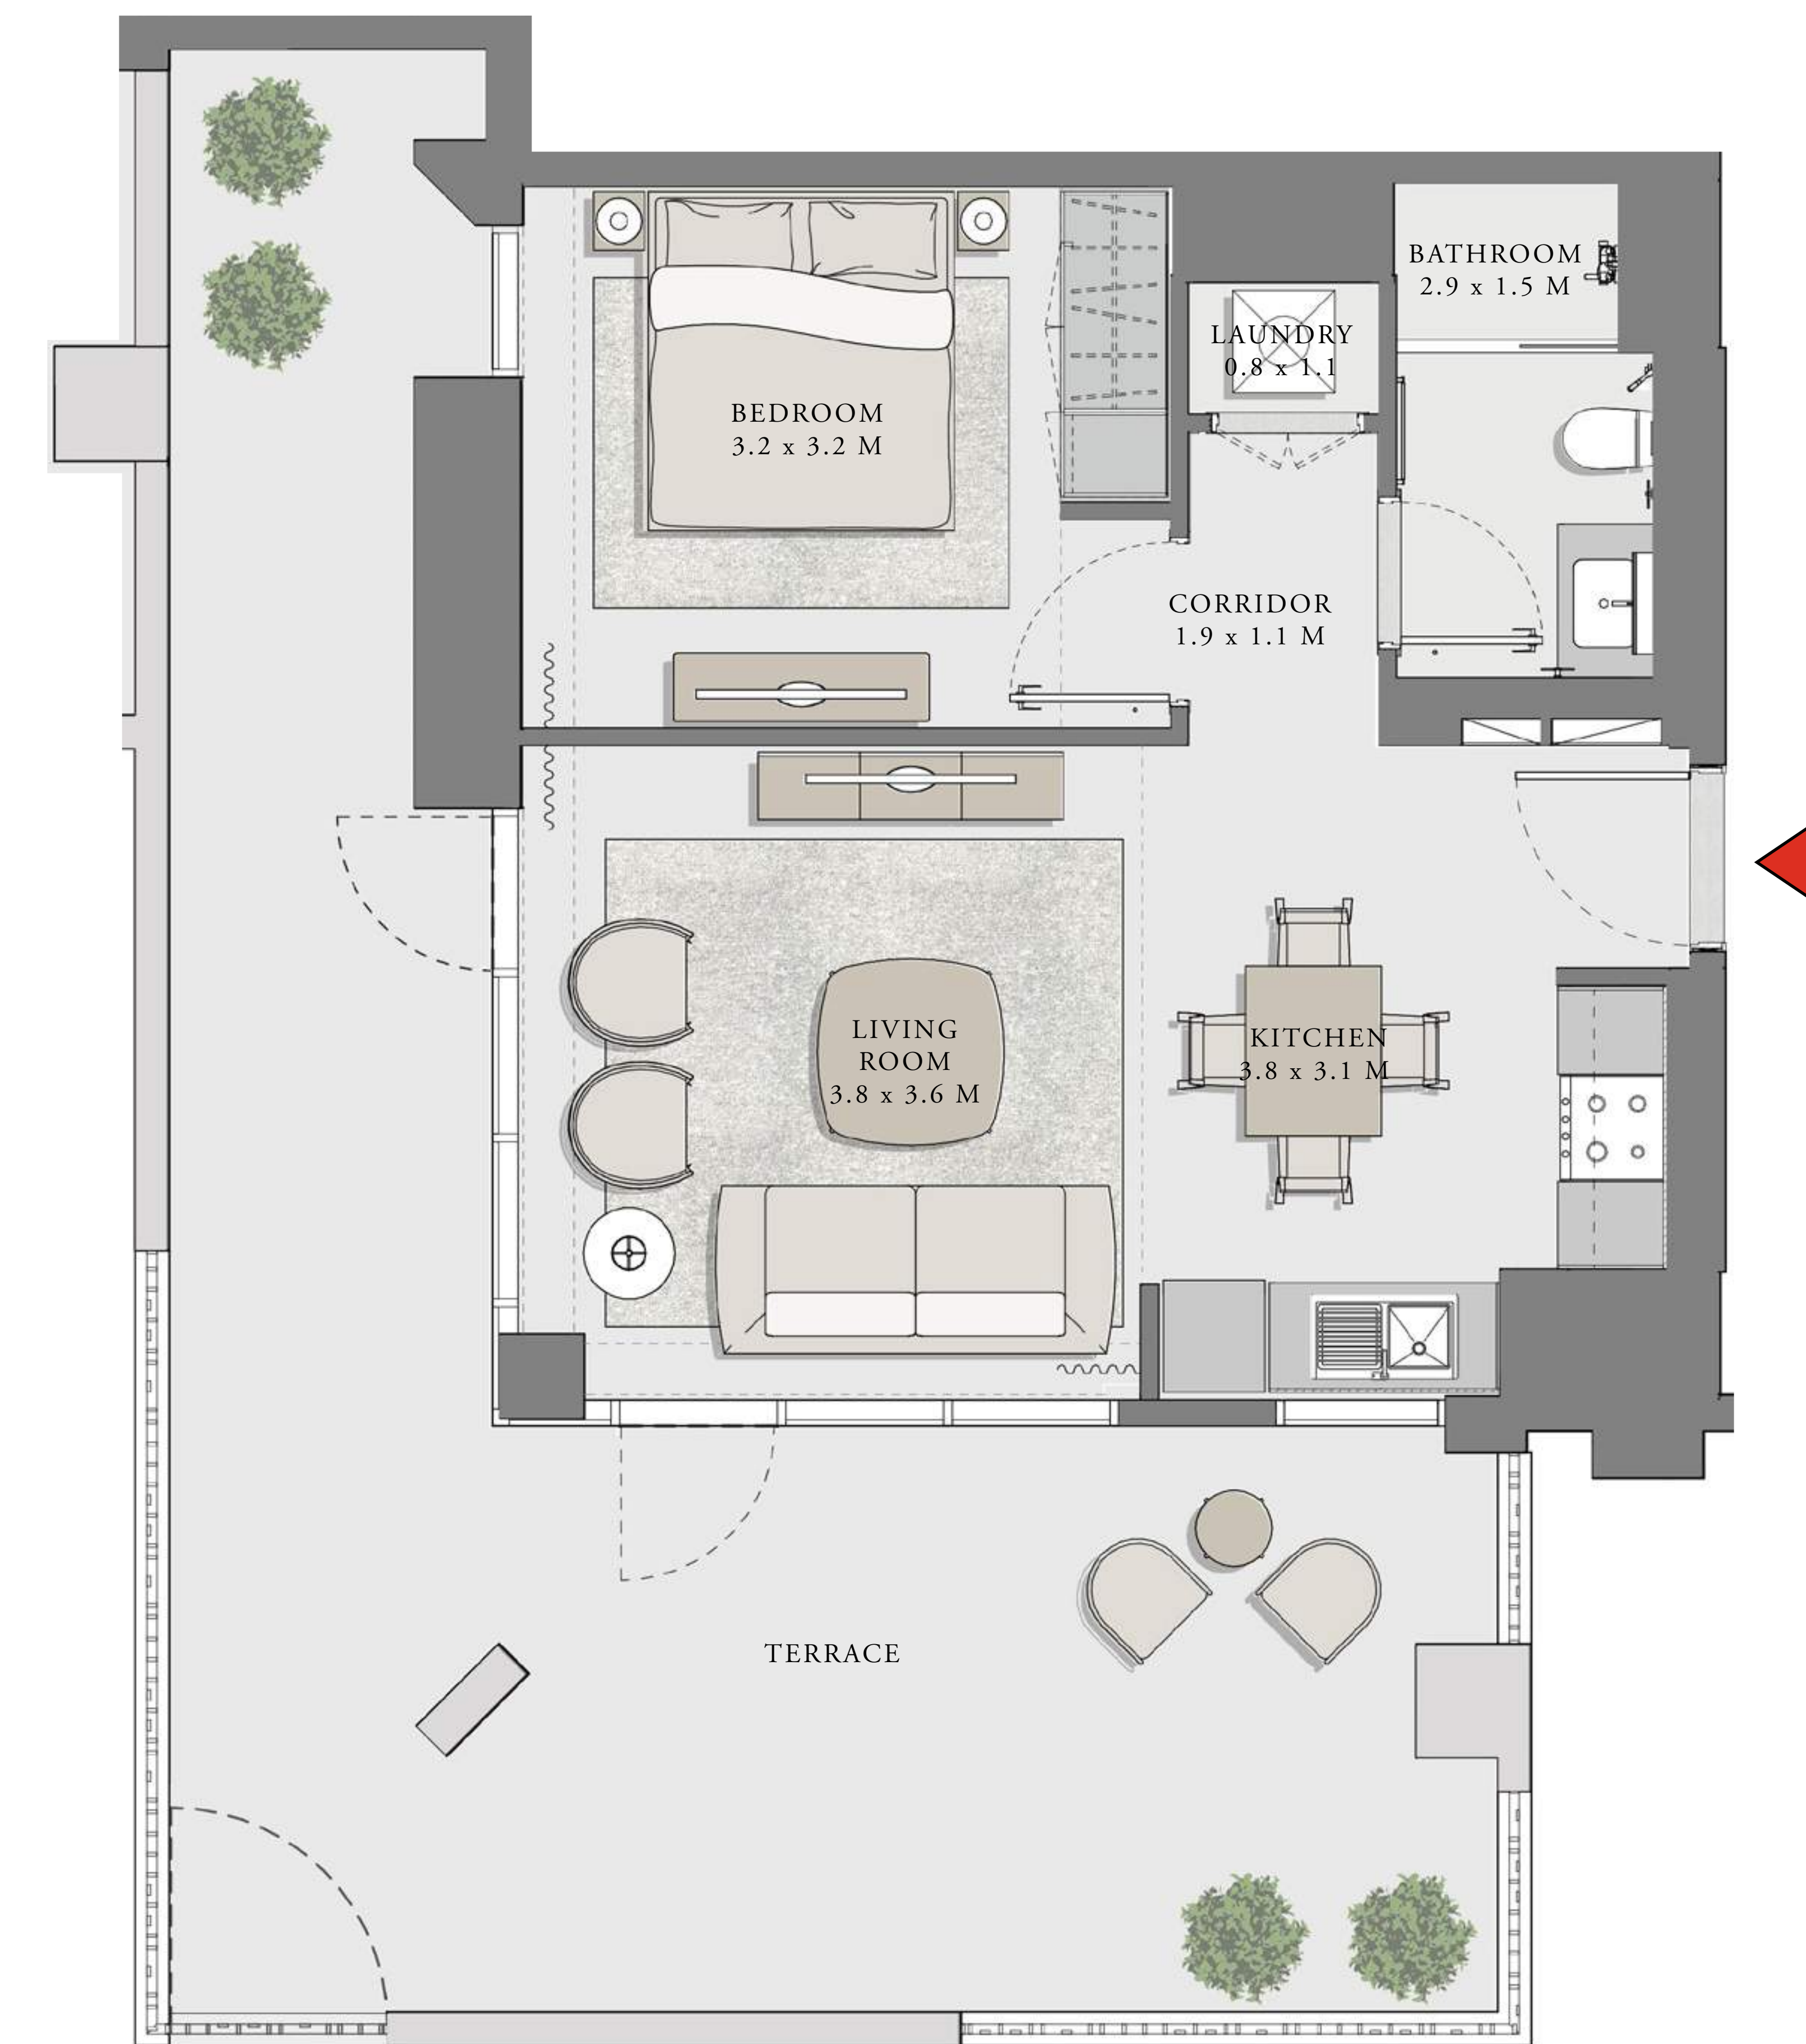 BATHROOM
2.9 x 1.5 M
LAUNDRY
0.8 x 1.1
BEDROOM
3.2 x 3.2 M
CORRIDOR
1.9 x 1.1 M
LIVING
ROOM
3.8 x 3.6 M
KITCHEN
3.8 x 3.1 M
TERRACE